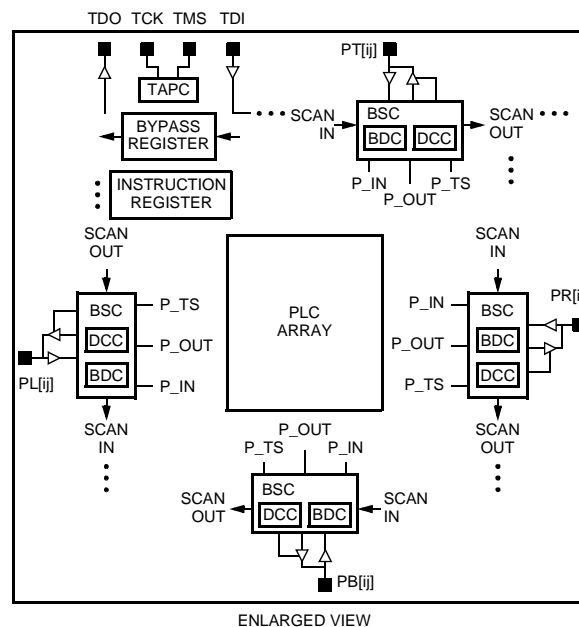 TDO TCK TMS TDI
PT[ij]
TAPC
SCAN
IN
BSC
SCAN
OUT
BYPASS
REGISTER
BDC DCC
P_IN P_TS
P_OUT
INSTRUCTION
REGISTER
SCAN
OUT
SCAN
IN
BSC
P_TS
DCC
P_OUT
BDC
P_IN
PL[ij]
SCAN
IN
PLC
ARRAY
P_IN
BSC
PR[i
P_OUT
BDC
P_TS
DCC
SCAN
OUT
P_OUT
P_TS P_IN
SCAN
OUT
BSC
DCC BDC
SCAN
IN
PB[ij]
ENLARGED VIEW